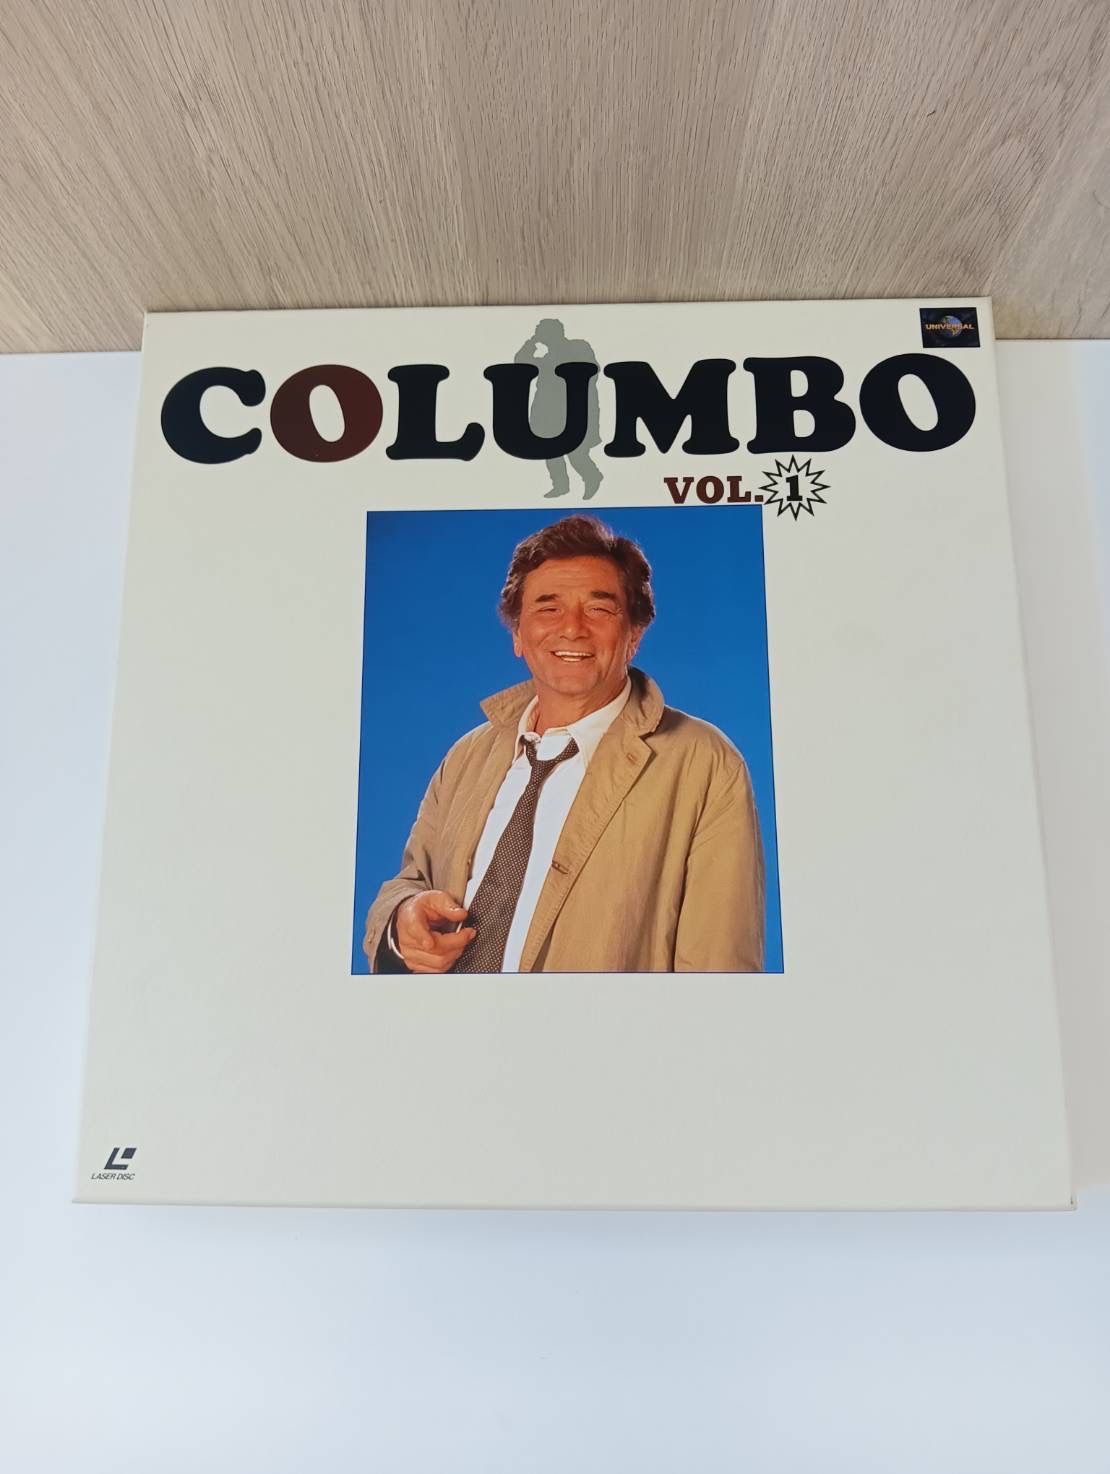 UNIVERSAL
COLUMBO
VOL. 1
LASER DISC